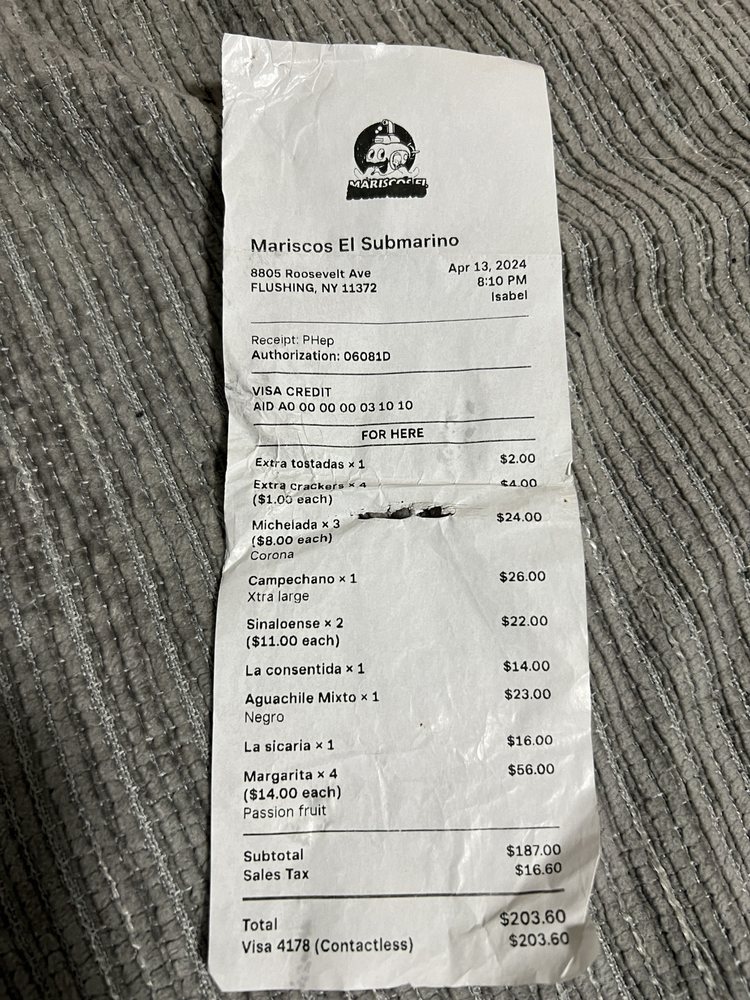 MARISCOS EL
Mariscos El Submarino
8805 Roosevelt Ave
FLUSHING, NY 11372
Apr 13, 2024
8:10 PM
Isabel
Receipt: PHep
Authorization: 06081D
VISA CREDIT
AID A0 00 00 00 03 10 10
FOR HERE
Extra tostadas × 1 $2.00
Extra crackers × 4 $4.00
($1.00 each)
Michelada × 3 $24.00
($8.00 each)
Corona
Campechano × 1 $26.00
Xtra large
Sinaloense × 2 $22.00
($11.00 each)
La consentida × 1 $14.00
Aguachile Mixto × 1 $23.00
Negro
La sicaria × 1 $16.00
Margarita × 4 $56.00
($14.00 each)
Passion fruit
Subtotal $187.00
Sales Tax $16.60
Total $203.60
Visa 4178 (Contactless) $203.60